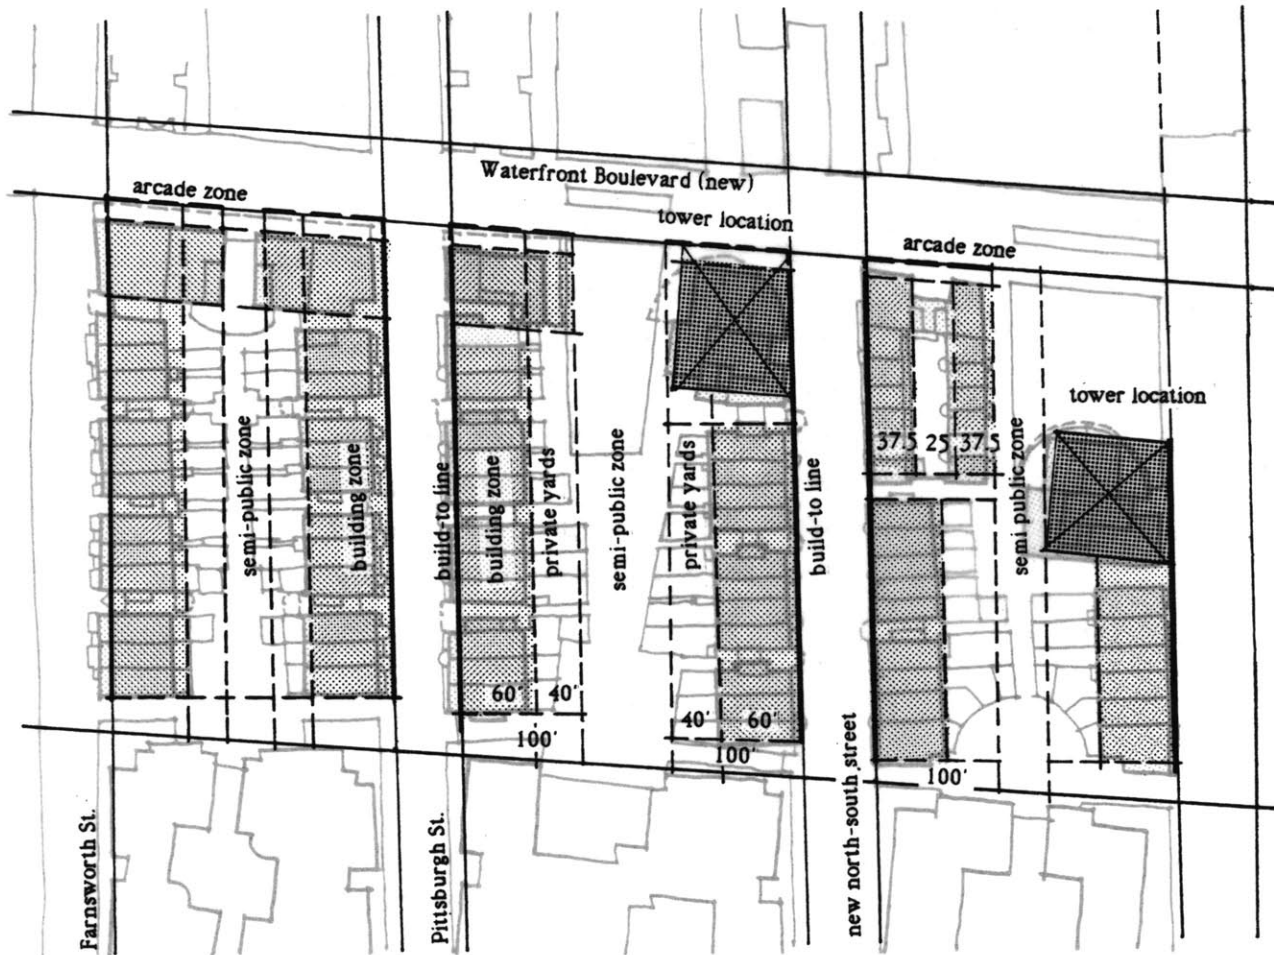 Waterfront Boulevard (new)
arcade zone
tower location
arcade zone
tower location
37.5 25 37.5
semi-public zone
building zone
build-to line
building zone
private yards
semi-public zone
private yards
build-to line
semi public zone
60' 40'
100'
40' 60'
100'
100'
Farnsworth St.
Pittsburgh St.
new north-south street